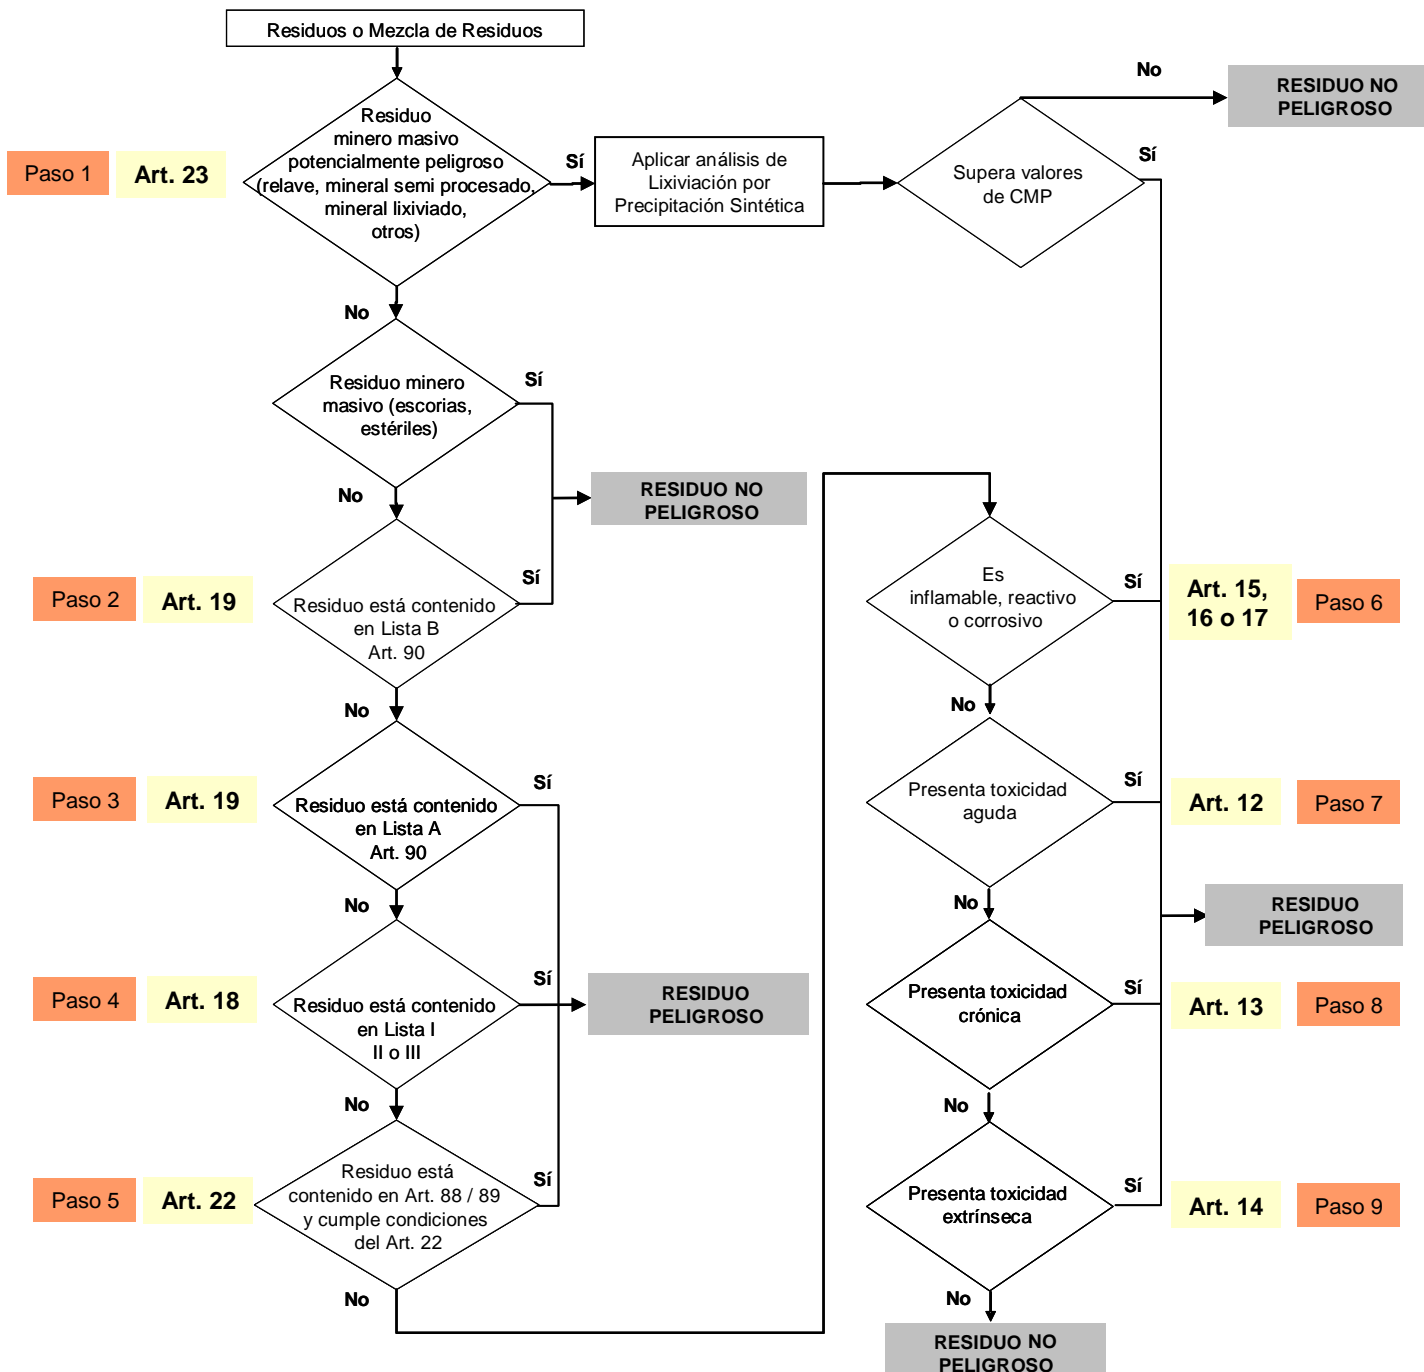 Residuos o Mezcla de Residuos
Paso 1
Art. 23
Residuo
minero masivo
potencialmente peligroso
(relave, mineral semi procesado,
mineral lixiviado,
otros)
Sí
Aplicar análisis de
Lixiviación por
Precipitación Sintética
Supera valores
de CMP
No
RESIDUO NO
PELIGROSO
Sí
No
Residuo minero
masivo (escorias,
estériles)
Sí
No
RESIDUO NO
PELIGROSO
Paso 2
Art. 19
Residuo está contenido
en Lista B
Art. 90
Sí
No
Paso 3
Art. 19
Residuo está contenido
en Lista A
Art. 90
Sí
No
Paso 4
Art. 18
Residuo está contenido
en Lista I
II o III
Sí
RESIDUO
PELIGROSO
No
Paso 5
Art. 22
Residuo está
contenido en Art. 88 / 89
y cumple condiciones
del Art. 22
Sí
No
Es
inflamable, reactivo
o corrosivo
Sí
Art. 15,
16 o 17
Paso 6
No
Presenta toxicidad
aguda
Sí
Art. 12
Paso 7
No
RESIDUO
PELIGROSO
Presenta toxicidad
crónica
Sí
Art. 13
Paso 8
No
Presenta toxicidad
extrínseca
Sí
Art. 14
Paso 9
No
RESIDUO NO
PELIGROSO